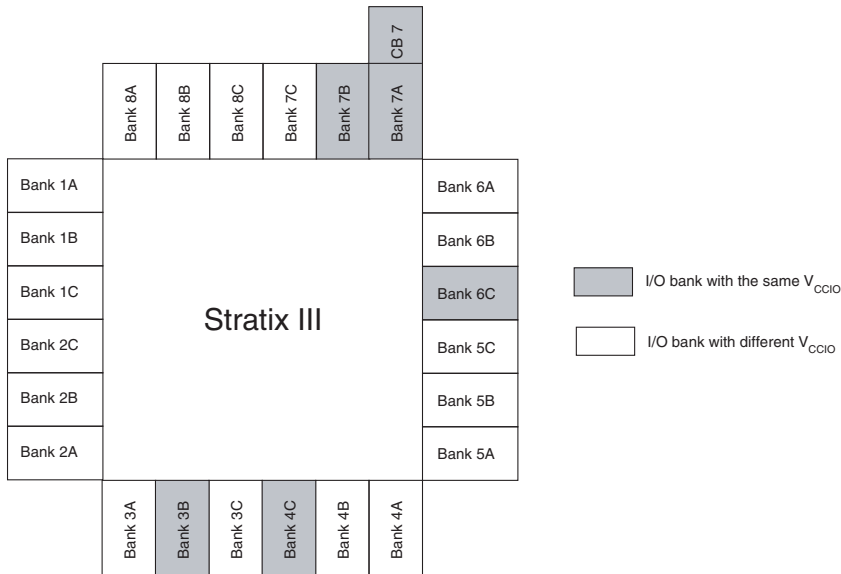 CB 7
Bank 8A
Bank 8B
Bank 8C
Bank 7C
Bank 7B
Bank 7A
Bank 1A
Bank 1B
Bank 1C
Bank 2C
Bank 2B
Bank 2A
Stratix III
Bank 6A
Bank 6B
Bank 6C
Bank 5C
Bank 5B
Bank 5A
Bank 3A
Bank 3B
Bank 3C
Bank 4C
Bank 4B
Bank 4A
I/O bank with the same VCCIO
I/O bank with different VCCIO